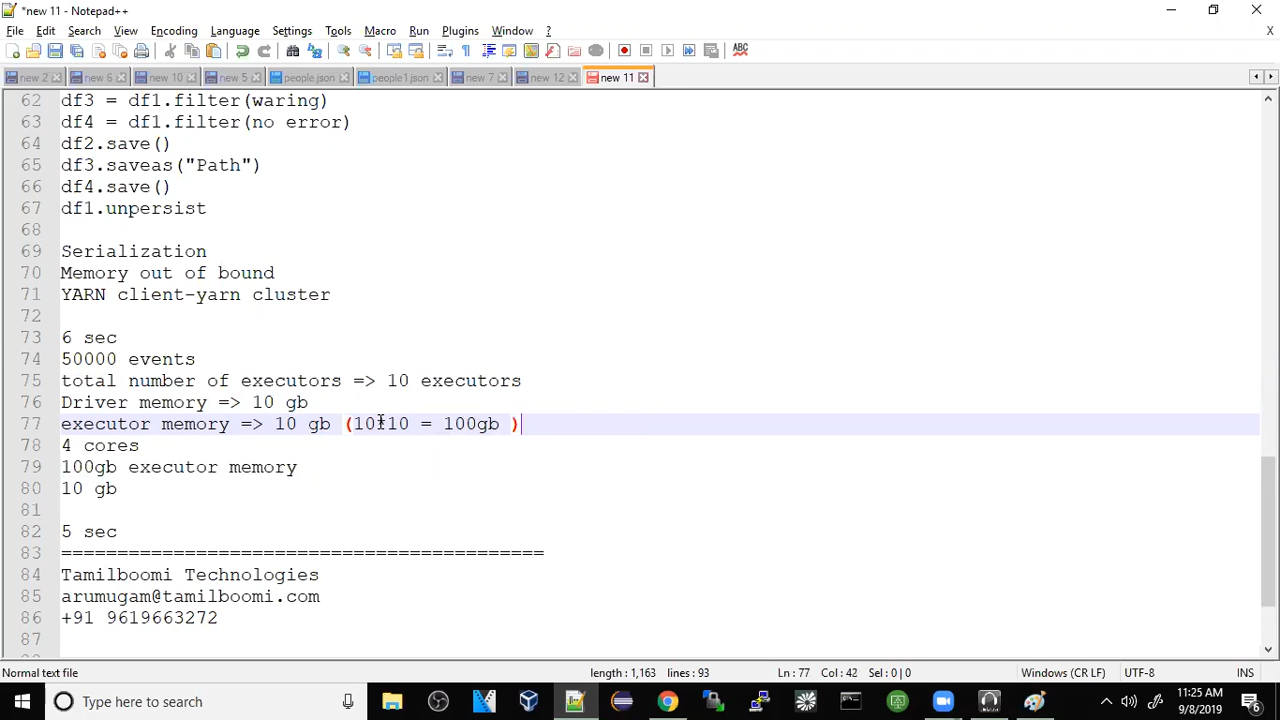 *new 11 - Notepad++
File Edit Search View Encoding Language Settings Tools Macro Run Plugins Window ?
X
ABC
new 2 new 6 new 10 new 5 people.json people1.json new 7 new 12 new 11
62 df3 = df1.filter(waring)
63 df4 = df1.filter(no error)
64 df2.save()
65 df3.saveas("Path")
66 df4.save()
67 df1.unpersist
68
69 Serialization
70 Memory out of bound
71 YARN client-yarn cluster
72
73 6 sec
74 50000 events
75 total number of executors => 10 executors
76 Driver memory => 10 gb
77 executor memory => 10 gb (10*10 = 100gb )
78 4 cores
79 100gb executor memory
80 10 gb
81
82 5 sec
83 ===========================================
84 Tamilboomi Technologies
85 arumugam@tamilboomi.com
86 +91 9619663272
87
Normal text file length : 1,163 lines : 93 Ln : 77 Col : 42 Sel : 0 | 0 Windows (CR LF) UTF-8 INS
Type here to search
11:25 AM
9/8/2019
6